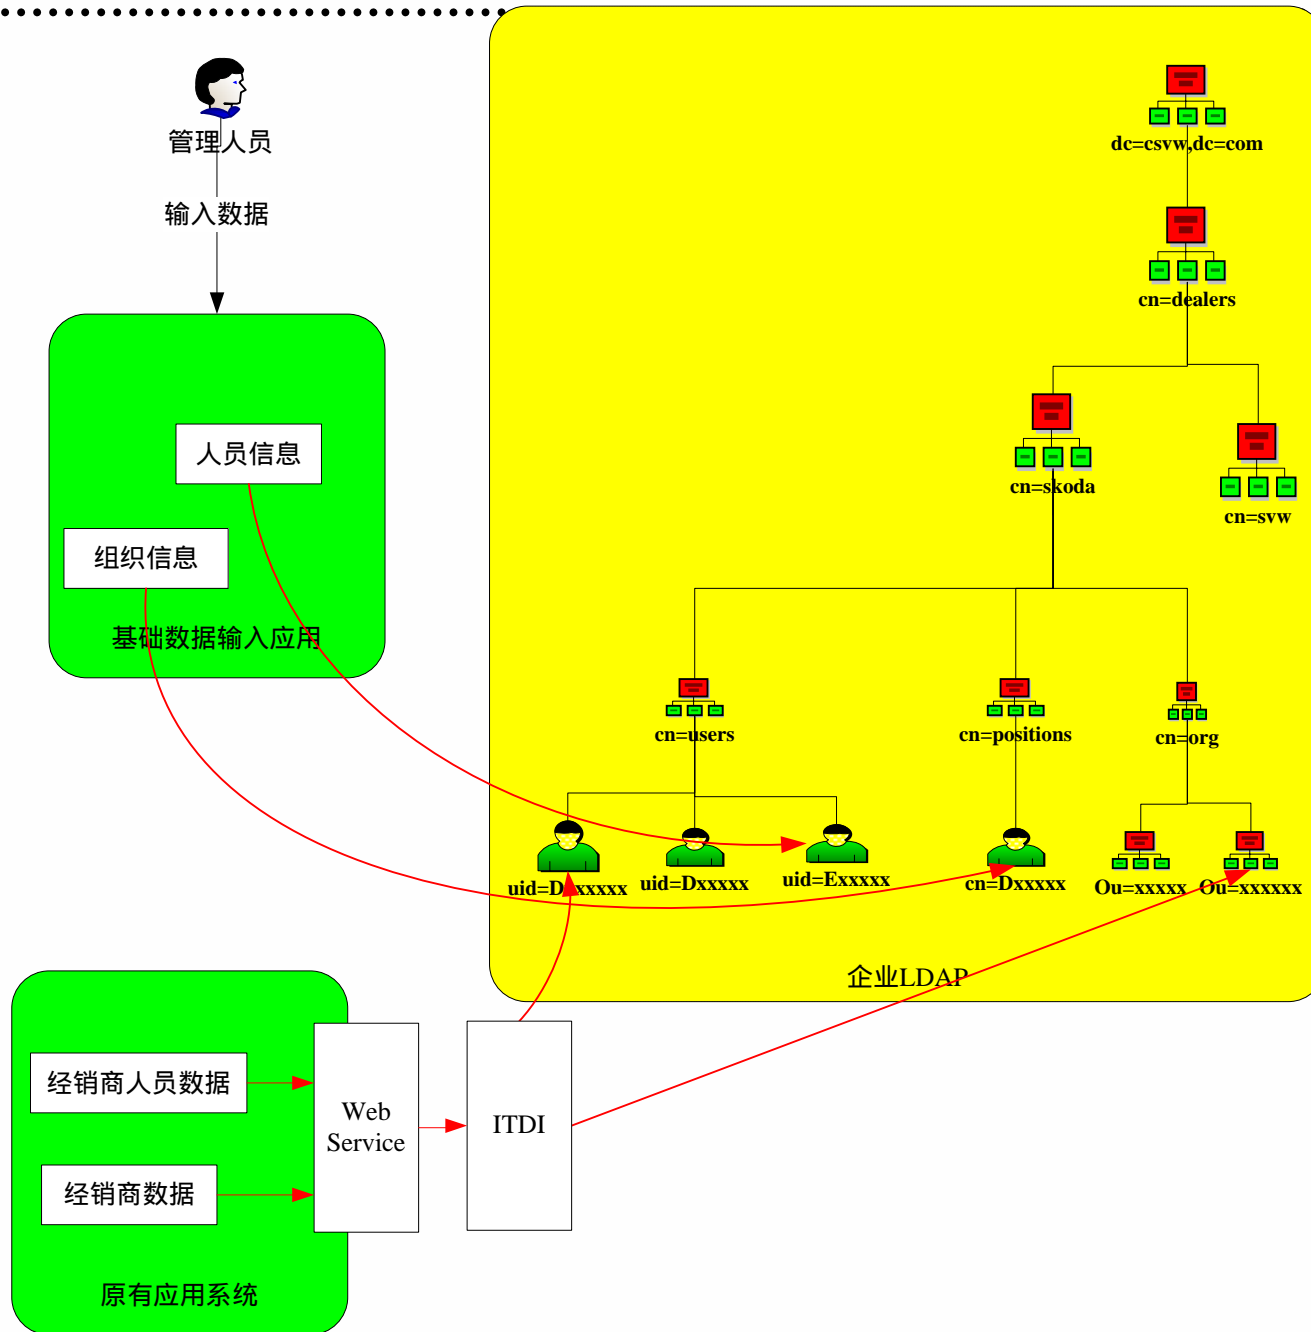 管理人员
输入数据
人员信息
组织信息
基础数据输入应用
dc=csvw,dc=com
cn=dealers
cn=skoda
cn=svw
cn=users
cn=positions
cn=org
uid=Dxxxxx
uid=Dxxxxx
uid=Exxxxx
cn=Dxxxxx
Ou=xxxxx
Ou=xxxxxx
企业LDAP
经销商人员数据
经销商数据
Web
Service
ITDI
原有应用系统